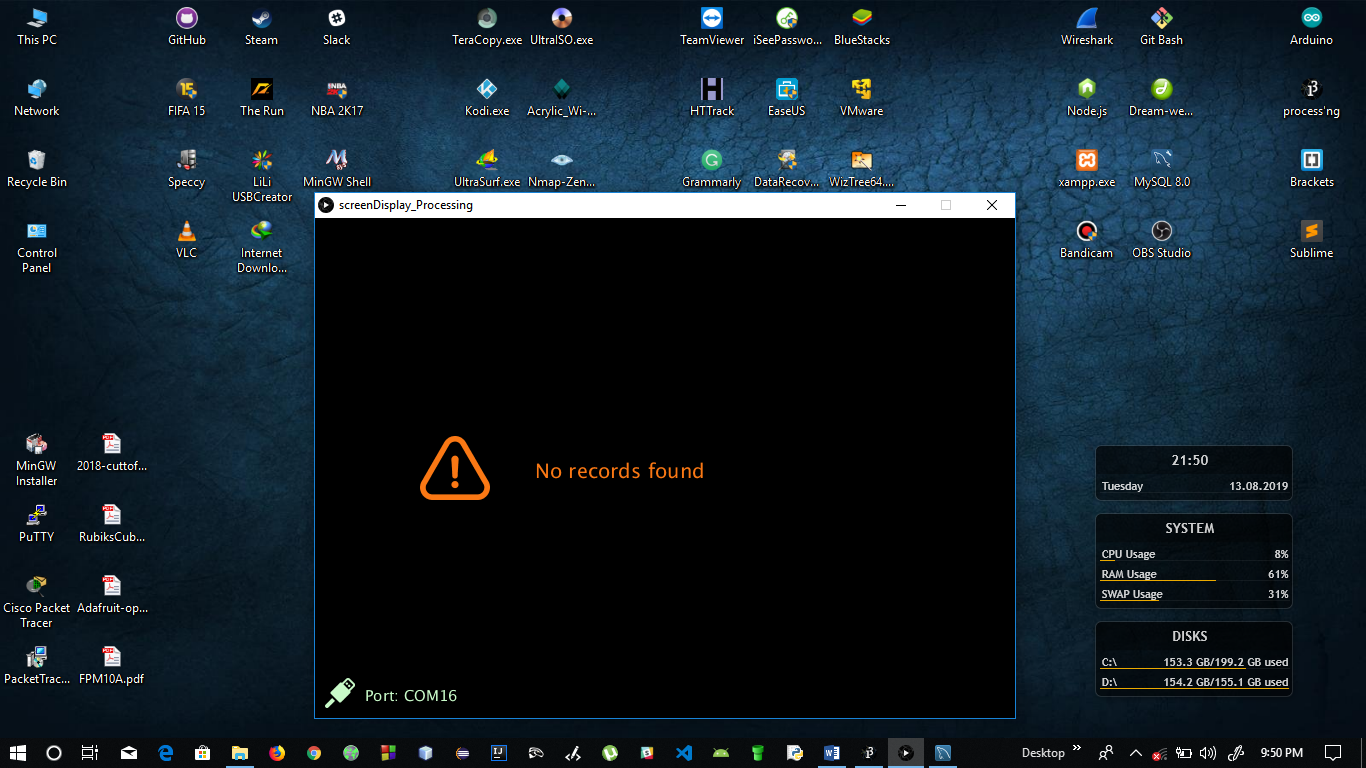 This PC
GitHub
Steam
Slack
TeraCopy.exe
UltraISO.exe
TeamViewer
iSeePasswo...
BlueStacks
Wireshark
Git Bash
Arduino
Network
FIFA 15
The Run
NBA 2K17
Kodi.exe
Acrylic_Wi-...
HTTrack
EaseUS
VMware
Node.js
Dream-we...
process'ng
Recycle Bin
Speccy
LiLi
USBCreator
MinGW Shell
UltraSurf.exe
Nmap-Zen...
Grammarly
DataRecov...
WizTree64....
xampp.exe
MySQL 8.0
Brackets
Control
Panel
VLC
Internet
Downlo...
Bandicam
OBS Studio
Sublime
screenDisplay_Processing
No records found
Port: COM16
MinGW
Installer
2018-cuttof...
PuTTY
RubiksCub...
Cisco Packet
Tracer
Adafruit-op...
PacketTrac...
FPM10A.pdf
21:50
Tuesday 13.08.2019
SYSTEM
CPU Usage 8%
RAM Usage 61%
SWAP Usage 31%
DISKS
C:\ 153.3 GB/199.2 GB used
D:\ 154.2 GB/155.1 GB used
Desktop
9:50 PM